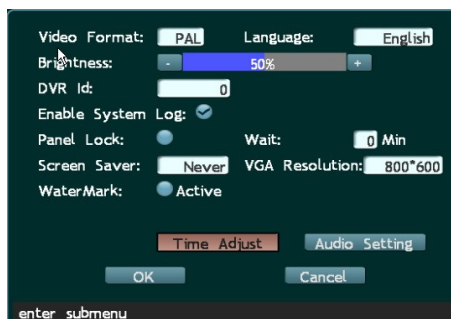 Video Format: PAL Language: English
Brightness: - 50% +
DVR Id: 0
Enable System Log:
Panel Lock: Wait: 0 Min
Screen Saver: Never VGA Resolution: 800*600
WaterMark: Active
Time Adjust Audio Setting
OK Cancel
enter submenu